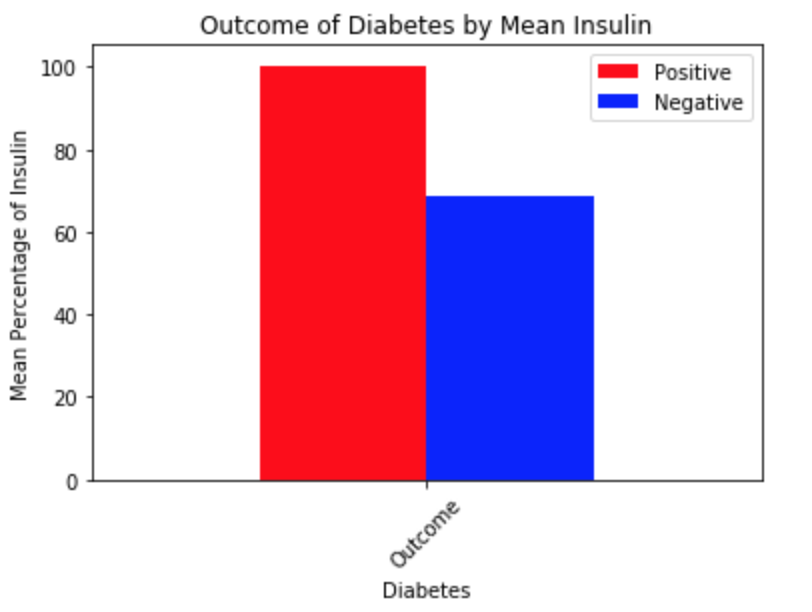 Outcome of Diabetes by Mean Insulin
Positive
Negative
Mean Percentage of Insulin
100
80
60
40
20
0
Outcome
Diabetes